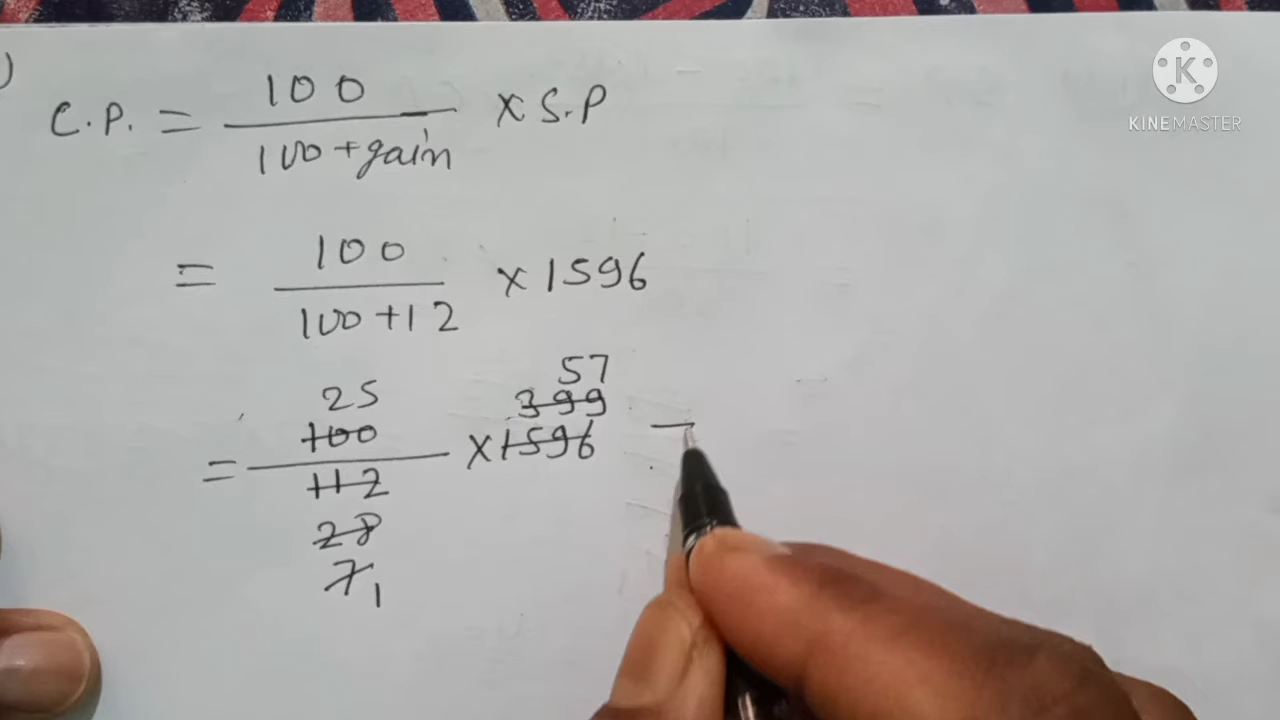 )
C.P. = 100 / 100 + gain × S.P
= 100 / 100 + 12 × 1596
25 57
100 399
= 112 × 1596
28
7 1
K
KINEMASTER